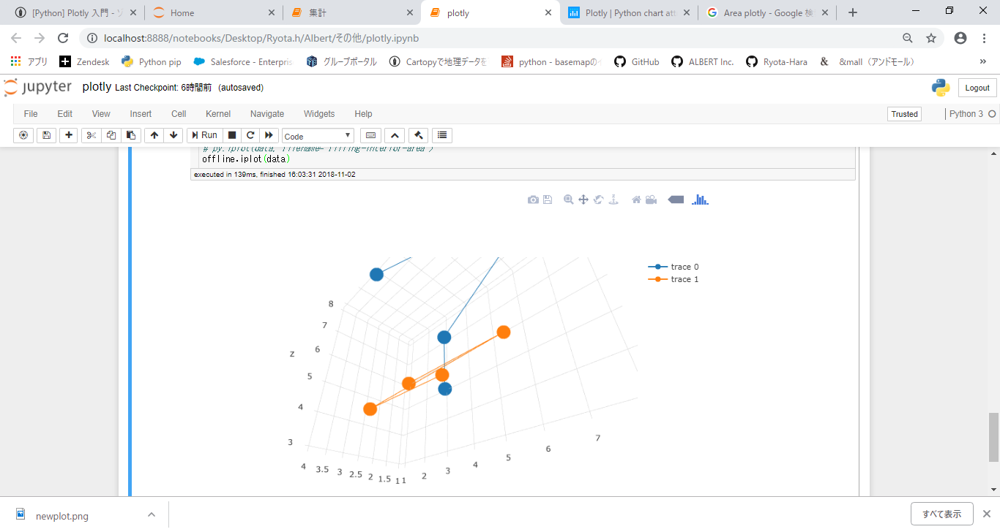 [Python] Plotly 入門 - ソ
Home
集計
plotly
Plotly | Python chart att
Area plotly - Google 検
localhost:8888/notebooks/Desktop/Ryota.h/Albert/その他/plotly.ipynb
アプリ
Zendesk
Python pip
Salesforce - Enterpris
グループポータル
Cartopyで地理データを
python - basemapの
GitHub
ALBERT Inc.
Ryota-Hara
&mall（アンドモール）
»
jupyter
plotly Last Checkpoint: 6時間前 (autosaved)
Logout
File
Edit
View
Insert
Cell
Kernel
Navigate
Widgets
Help
Trusted
Python 3
Run
Code
# py.iplot(data, filename='filling-interior-area')
offline.iplot(data)
executed in 139ms, finished 16:03:31 2018-11-02
trace 0
trace 1
8
7
z
6
5
4
3
4
3.5
3
2.5
2
1.5
1
1
2
3
4
5
6
7
newplot.png
すべて表示